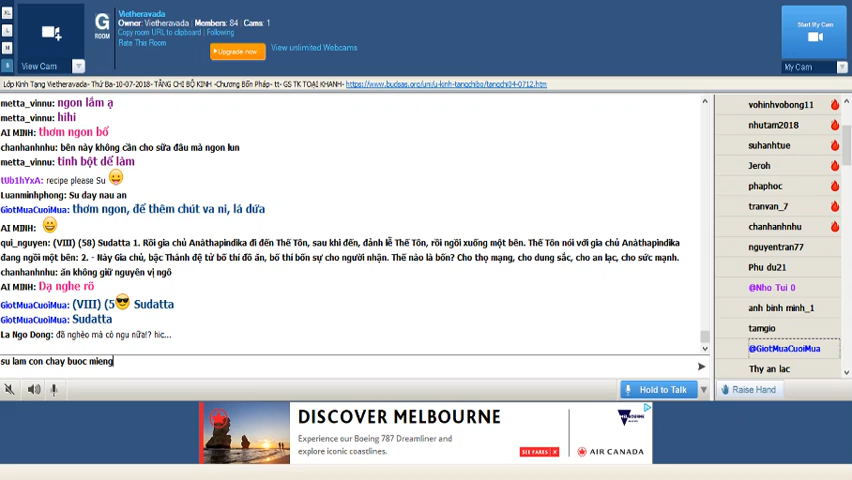 XL
L
M
S
View Cam
G
ROOM
Vietheravada
Owner: Vietheravada | Members: 84 | Cams: 1
Copy room URL to clipboard | Following
Rate This Room
Upgrade now
View unlimited Webcams
Start My Cam
My Cam
Lớp Kinh Tạng Vietheravada- Thứ Ba-10-07-2018- TĂNG CHI BỘ KINH -Chương Bốn Pháp- tt- GS TK TOẠI KHANH- https://www.budsas.org/uni/u-kinh-tangchibo/tangchi04-0712.htm
metta_vinnu: ngon lắm ạ
metta_vinnu: hihi
AI MINH: thơm ngon bổ
chanhanhnhu: bên này không cần cho sữa đâu mà ngon lun
metta_vinnu: tinh bột dể làm
tUb1hYxA: recipe please Su
Luanminhphong: Su day nau an
GiotMuaCuoiMua: thơm ngon, để thêm chút va ni, lá dứa
AI MINH:
qui_nguyen: (VIII) (58) Sudatta 1. Rồi gia chủ Anàthapindika đi đến Thế Tôn, sau khi đến, đảnh lễ Thế Tôn, rồi ngồi xuống một bên. Thế Tôn nói với gia chủ Anàthapindika
đang ngồi một bên: 2. - Này Gia chủ, bậc Thánh đệ tử bố thí đồ ăn, bố thí bốn sự cho người nhận. Thế nào là bốn? Cho thọ mạng, cho dung sắc, cho an lạc, cho sức mạnh.
chanhanhnhu: ăn không giữ nguyên vị ngô
AI MINH: Dạ nghe rõ
GiotMuaCuoiMua: (VIII) (5 Sudatta
GiotMuaCuoiMua: Sudatta
La Ngo Dong: đã nghèo mà cô ngu nữa!? hic...
su lam con chay buoc mieng
Hold to Talk
Raise Hand
vohinhvobong11
nhutam2018
suhanhtue
Jeroh
phaphoc
tranvan_7
chanhanhnhu
nguyentran77
Phu du21
@Nho Tui 0
anh binh minh_1
tamgio
@GiotMuaCuoiMua
Thy an lac
DISCOVER MELBOURNE
Experience our Boeing 787 Dreamliner and
explore iconic coastlines.
SEE FARES
AIR CANADA